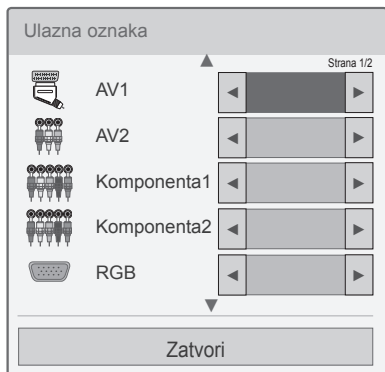 Ulazna oznaka
Strana 1/2
AV1
AV2
Komponenta1
Komponenta2
RGB
Zatvori